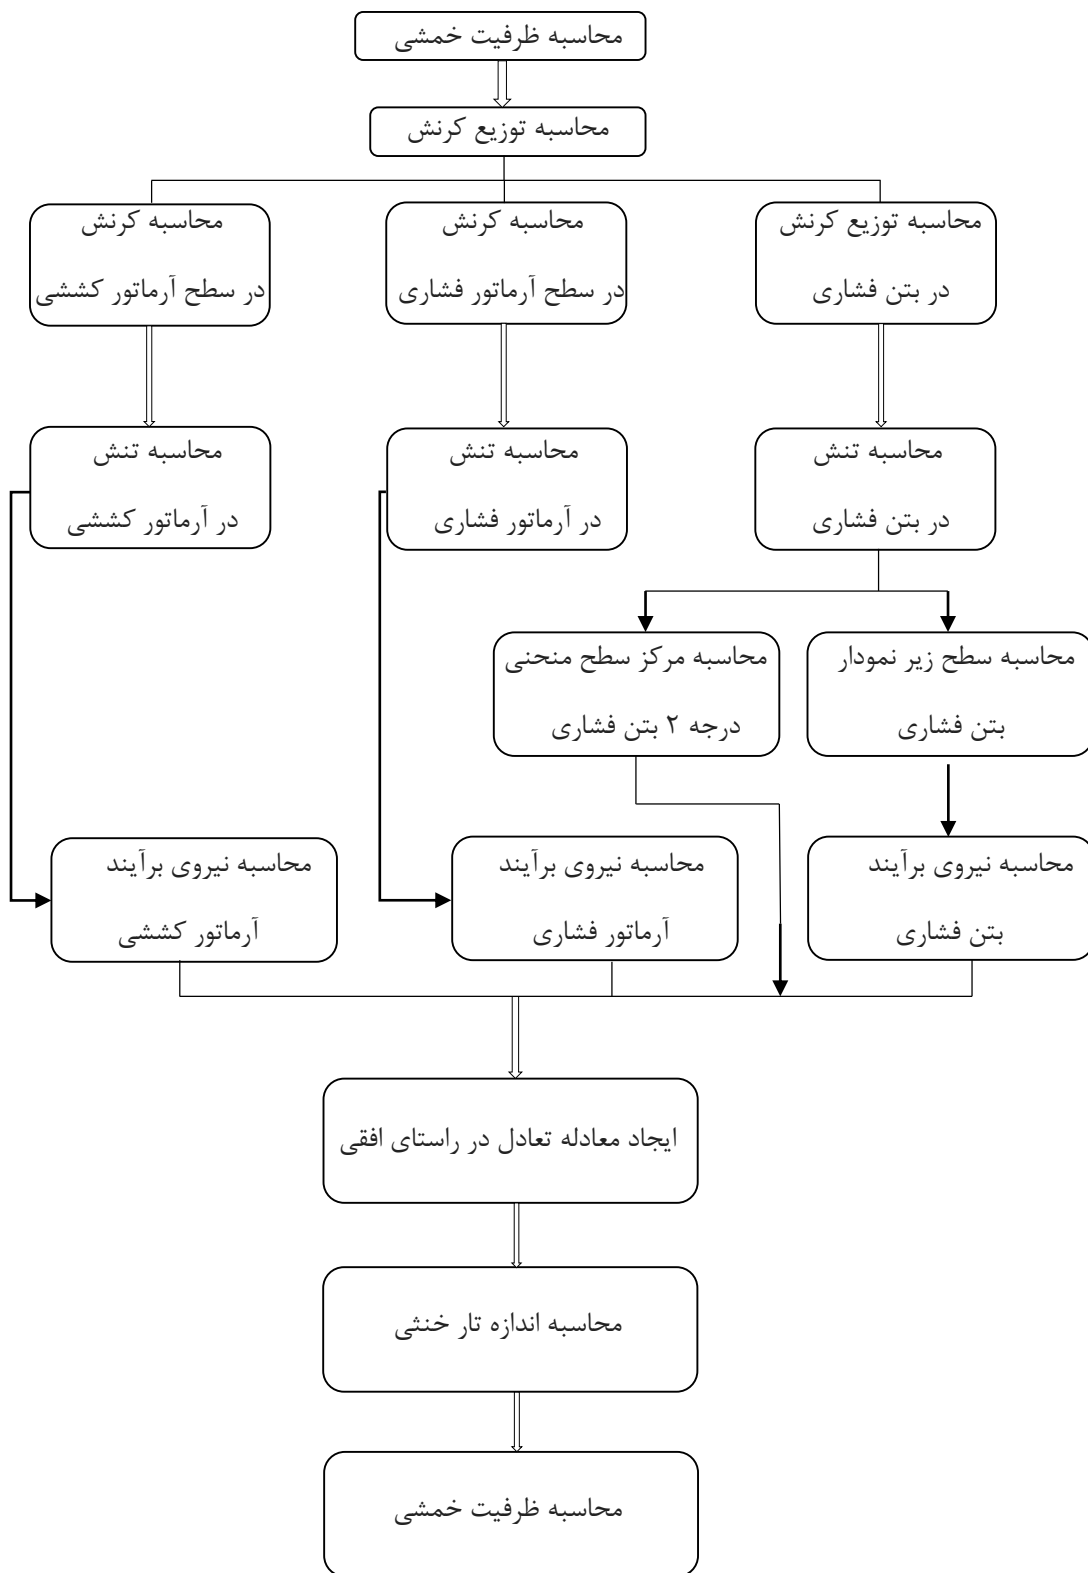 محاسبه ظرفیت خمشی
محاسبه توزیع کرنش
محاسبه توزیع کرنش
در بتن فشاری
محاسبه کرنش
در سطح آرماتور فشاری
محاسبه کرنش
در سطح آرماتور کششی
محاسبه تنش
در بتن فشاری
محاسبه تنش
در آرماتور فشاری
محاسبه تنش
در آرماتور کششی
محاسبه سطح زیر نمودار
بتن فشاری
محاسبه مرکز سطح منحنی
درجه ۲ بتن فشاری
محاسبه نیروی برآیند
بتن فشاری
محاسبه نیروی برآیند
آرماتور فشاری
محاسبه نیروی برآیند
آرماتور کششی
ایجاد معادله تعادل در راستای افقی
محاسبه اندازه تار خنثی
محاسبه ظرفیت خمشی